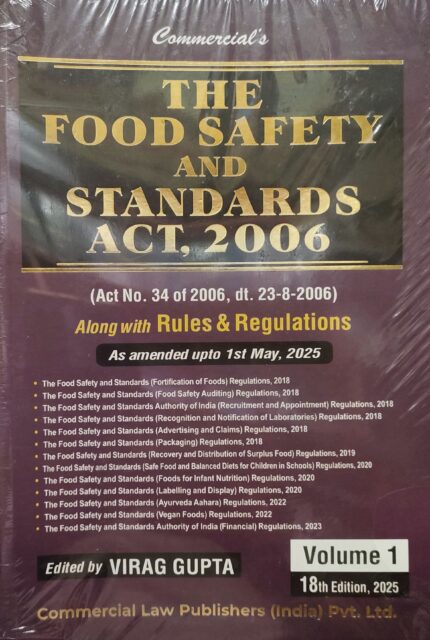 Commercial's
THE
FOOD SAFETY
AND
STANDARDS
ACT, 2006
(Act No. 34 of 2006, dt. 23-8-2006)
Along with Rules & Regulations
As amended upto 1st May, 2025
• The Food Safety and Standards (Fortification of Foods) Regulations, 2018
• The Food Safety and Standards (Food Safety Auditing) Regulations, 2018
• The Food Safety and Standards Authority of India (Recruitment and Appointment) Regulations, 2018
• The Food Safety and Standards (Recognition and Notification of Laboratories) Regulations, 2018
• The Food Safety and Standards (Advertising and Claims) Regulations, 2018
• The Food Safety and Standards (Packaging) Regulations, 2018
• The Food Safety and Standards (Recovery and Distribution of Surplus Food) Regulations, 2019
• The Food Safety and Standards (Safe Food and Balanced Diets for Children in Schools) Regulations, 2020
• The Food Safety and Standards (Foods for Infant Nutrition) Regulations, 2020
• The Food Safety and Standards (Labelling and Display) Regulations, 2020
• The Food Safety and Standards (Ayurveda Aahara) Regulations, 2022
• The Food Safety and Standards (Vegan Foods) Regulations, 2022
• The Food Safety and Standards Authority of India (Financial) Regulations, 2023
Edited by VIRAG GUPTA
Volume 1
18th Edition, 2025
Commercial Law Publishers (India) Pvt. Ltd.